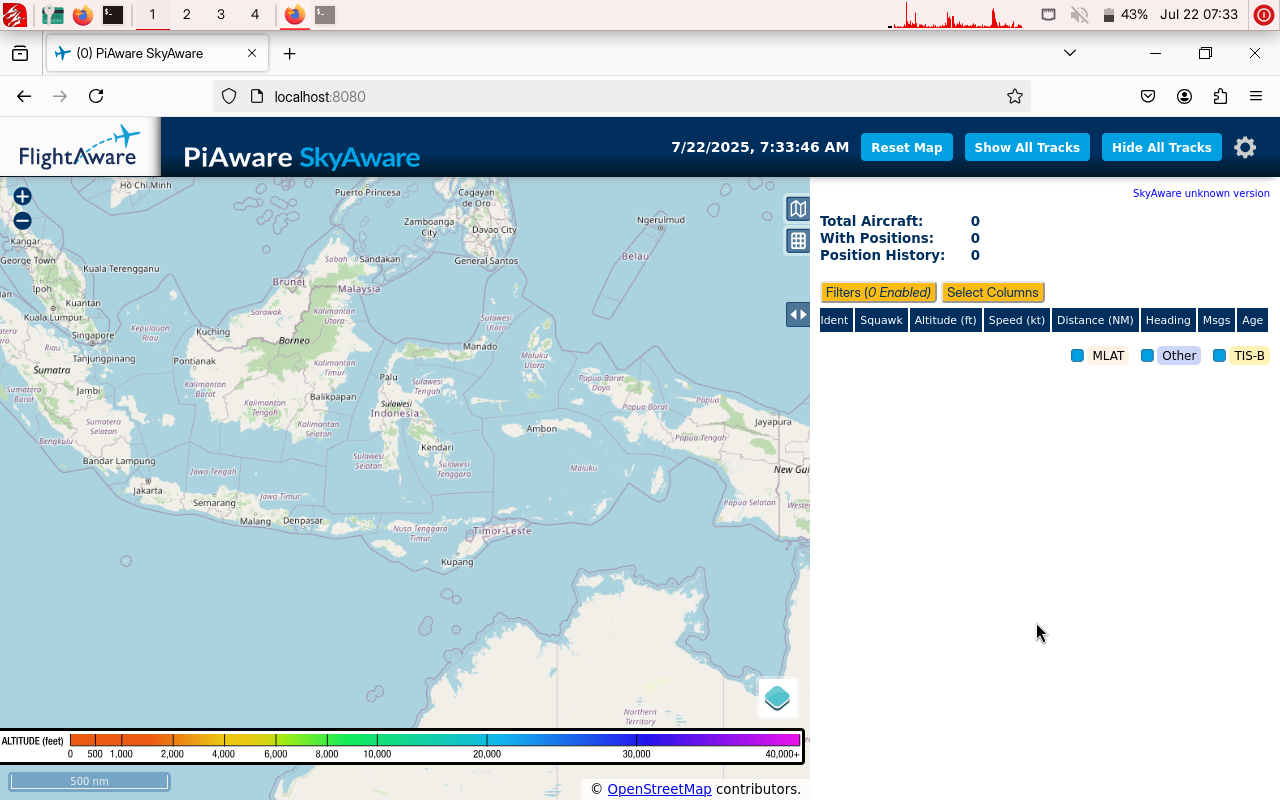 1 2 3 4
43% Jul 22 07:33
(0) PiAware SkyAware
localhost:8080
FlightAware
PiAware SkyAware
7/22/2025, 7:33:46 AM
Reset Map
Show All Tracks
Hide All Tracks
SkyAware unknown version
Total Aircraft: 0
With Positions: 0
Position History: 0
Filters (0 Enabled) Select Columns
Ident Squawk Altitude (ft) Speed (kt) Distance (NM) Heading Msgs Age
MLAT Other TIS-B
Hồ Chí Minh
Puerto Princesa
Cagayan
de Oro
Zamboanga
City
Davao City
Ngerulmud
Kangar
George Town
Kuala Terengganu
Sabah
Sandakan
General Santos
Belau
Ipoh
Brunei
Malaysia
Kuantan
Kuala Lumpur
Kalimantan
Utara
Sarawak
Singapore
Kepulauan
Riau
Kuching
Sulawesi
Utara
Riau
Tanjungpinang
Borneo
Manado
Maluku
Utara
Pontianak
Kalimantan
Timur
Sumatra
Palu
Papua Barat
Daya
Sumatera
Barat
Jambi
Kalimantan
Barat
Sulawesi
Tengah
Balikpapan
Sulawesi
Indonesia
Papua Barat
Kalimantan
Tengah
Sumatera
Selatan
Kalimantan
Selatan
Ambon
Jayapura
Bengkulu
Kendari
Papua Tengah
Bandar Lampung
Sulawesi
Selatan
Sulawesi
Tenggara
Maluku
New Gui
Jawa Tengah
Jakarta
Semarang
Jawa Timur
Papua Selatan
Weste
Malang
Denpasar
Nusa Tenggara
Timur
Timor-Leste
Kupang
Northern
Territory
ALTITUDE (feet)
0 500 1,000 2,000 4,000 6,000 8,000 10,000 20,000 30,000 40,000+
500 nm
© OpenStreetMap contributors.